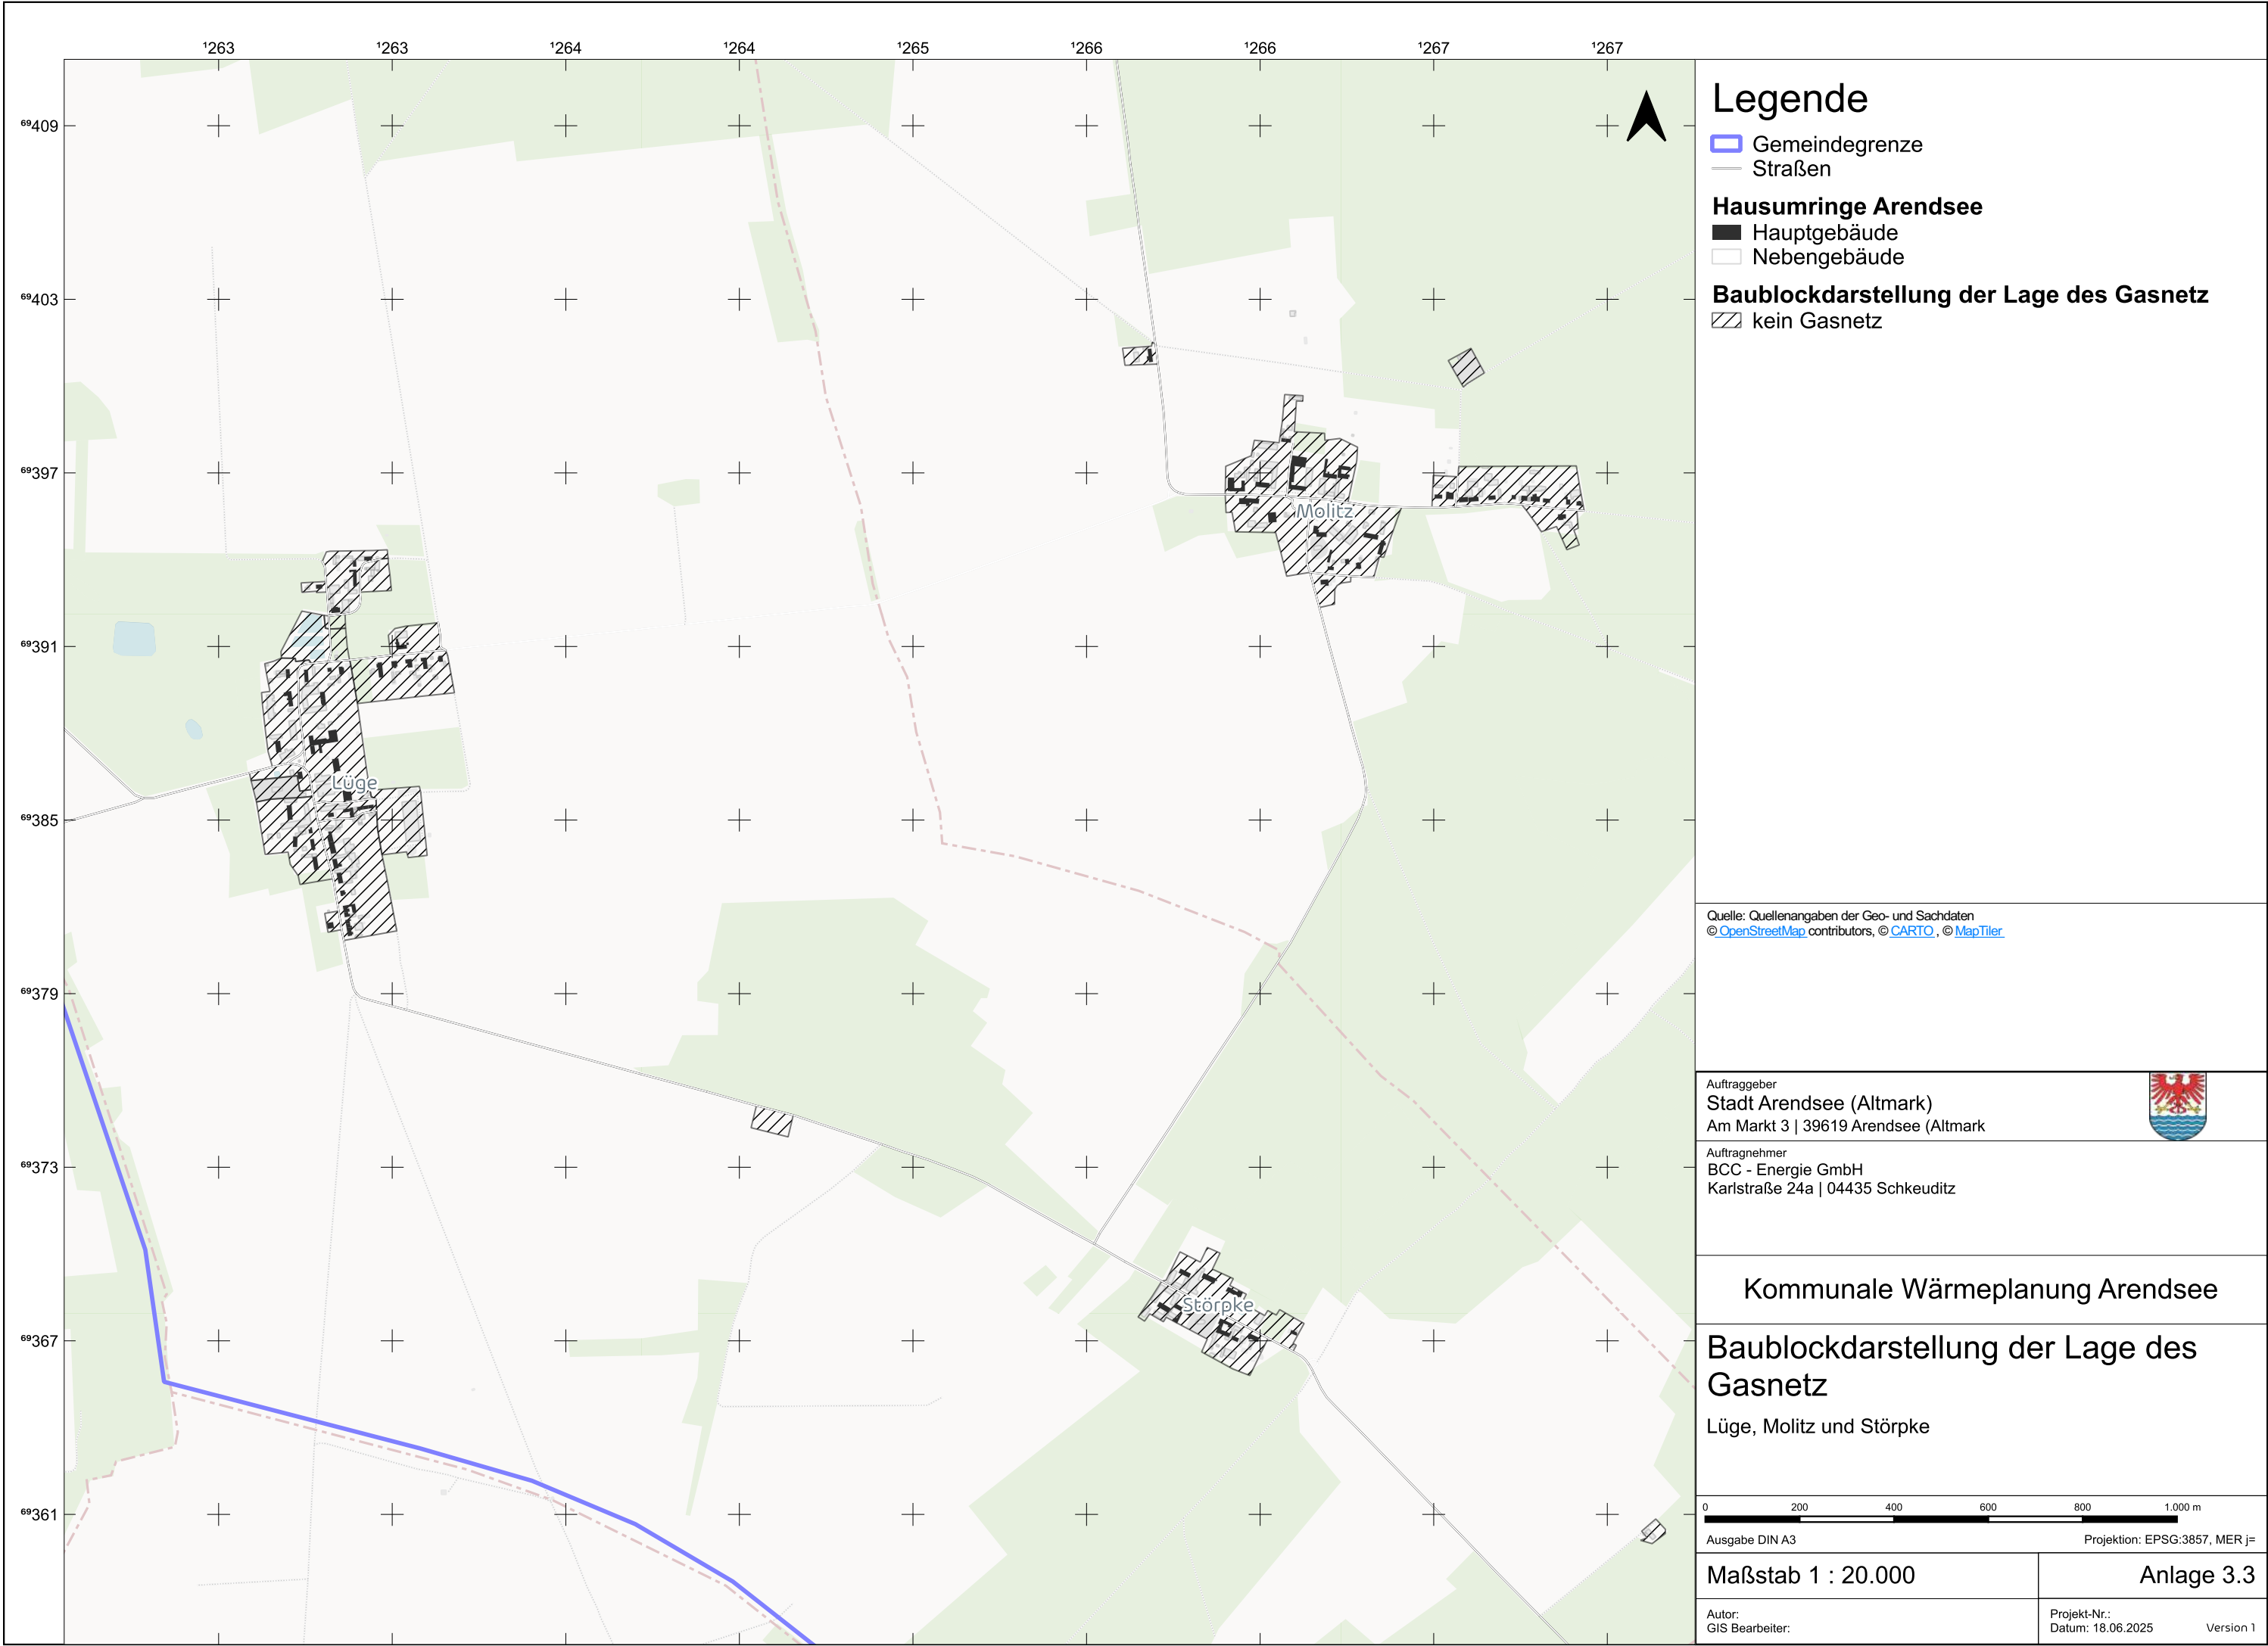 ¹263 ¹263 ¹264 ¹264 ¹265 ¹266 ¹266 ¹267 ¹267
⁶⁹409
⁶⁹403
⁶⁹397
⁶⁹391
⁶⁹385
⁶⁹379
⁶⁹373
⁶⁹367
⁶⁹361
Molitz
Lüge
Störpke
Legende
Gemeindegrenze
Straßen
Hausumringe Arendsee
Hauptgebäude
Nebengebäude
Baublockdarstellung der Lage des Gasnetz
kein Gasnetz
Quelle: Quellenangaben der Geo- und Sachdaten
© OpenStreetMap contributors, © CARTO , © MapTiler
Auftraggeber
Stadt Arendsee (Altmark)
Am Markt 3 | 39619 Arendsee (Altmark
Auftragnehmer
BCC - Energie GmbH
Karlstraße 24a | 04435 Schkeuditz
Kommunale Wärmeplanung Arendsee
Baublockdarstellung der Lage des
Gasnetz
Lüge, Molitz und Störpke
0 200 400 600 800 1.000 m
Ausgabe DIN A3 Projektion: EPSG:3857, MER j=
Maßstab 1 : 20.000 Anlage 3.3
Autor: Projekt-Nr.:
GIS Bearbeiter: Datum: 18.06.2025 Version 1